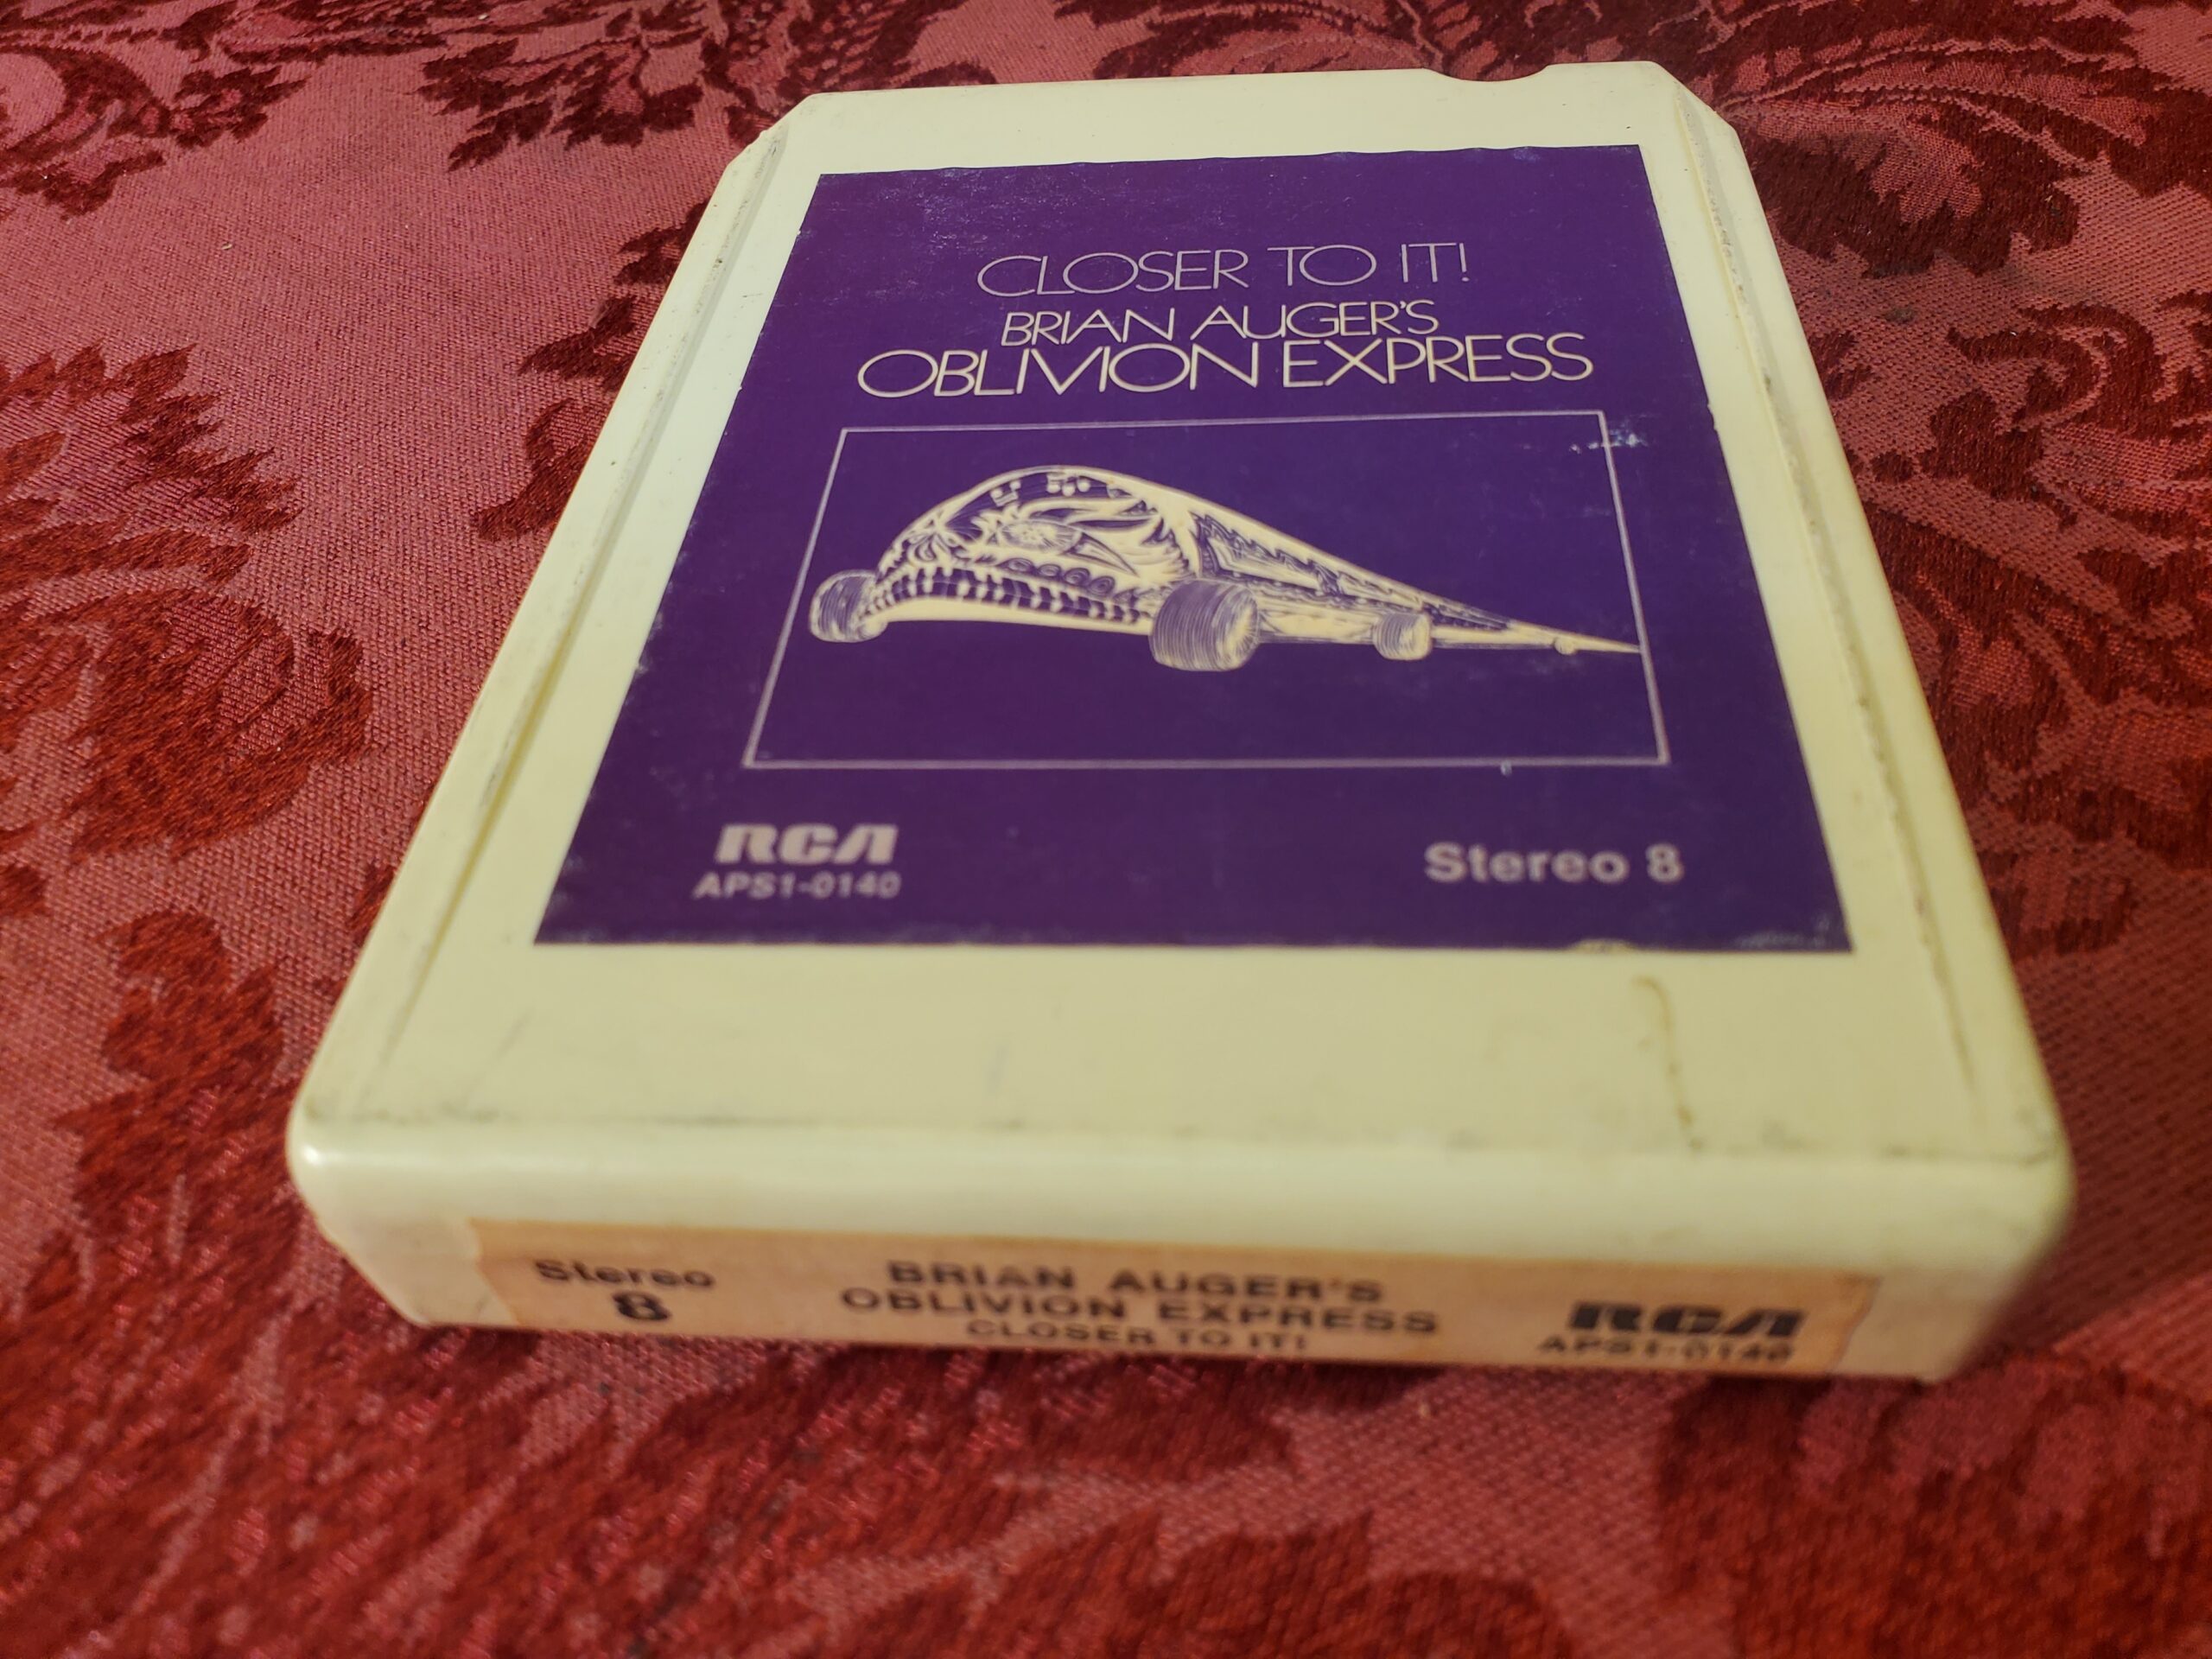 CLOSER TO IT!
BRIAN AUGER'S
OBLIVION EXPRESS
RCA
APS1-0140
Stereo 8
Stereo
8
BRIAN AUGER'S
OBLIVION EXPRESS
CLOSER TO IT!
RCA
APS1-0140